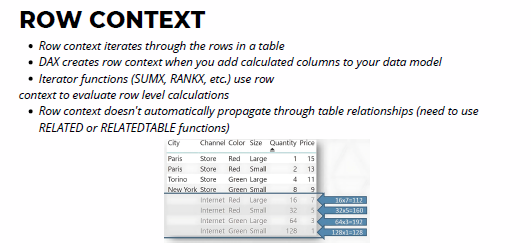 ROW CONTEXT
• Row context iterates through the rows in a table
• DAX creates row context when you add calculated columns to your data model
• Iterator functions (SUMX, RANKX, etc.) use row
context to evaluate row level calculations
• Row context doesn't automatically propagate through table relationships (need to use
RELATED or RELATEDTABLE functions)
City Channel Color Size Quantity Price
Paris Store Red Large 1 15
Paris Store Red Small 2 13
Torino Store Green Large 4 11
New York Store Green Small 8 9
Internet Red Large 16 7 16x7=112
Internet Red Small 32 5 32x5=160
Internet Green Large 64 3 64x3=192
Internet Green Small 128 1 128x1=128